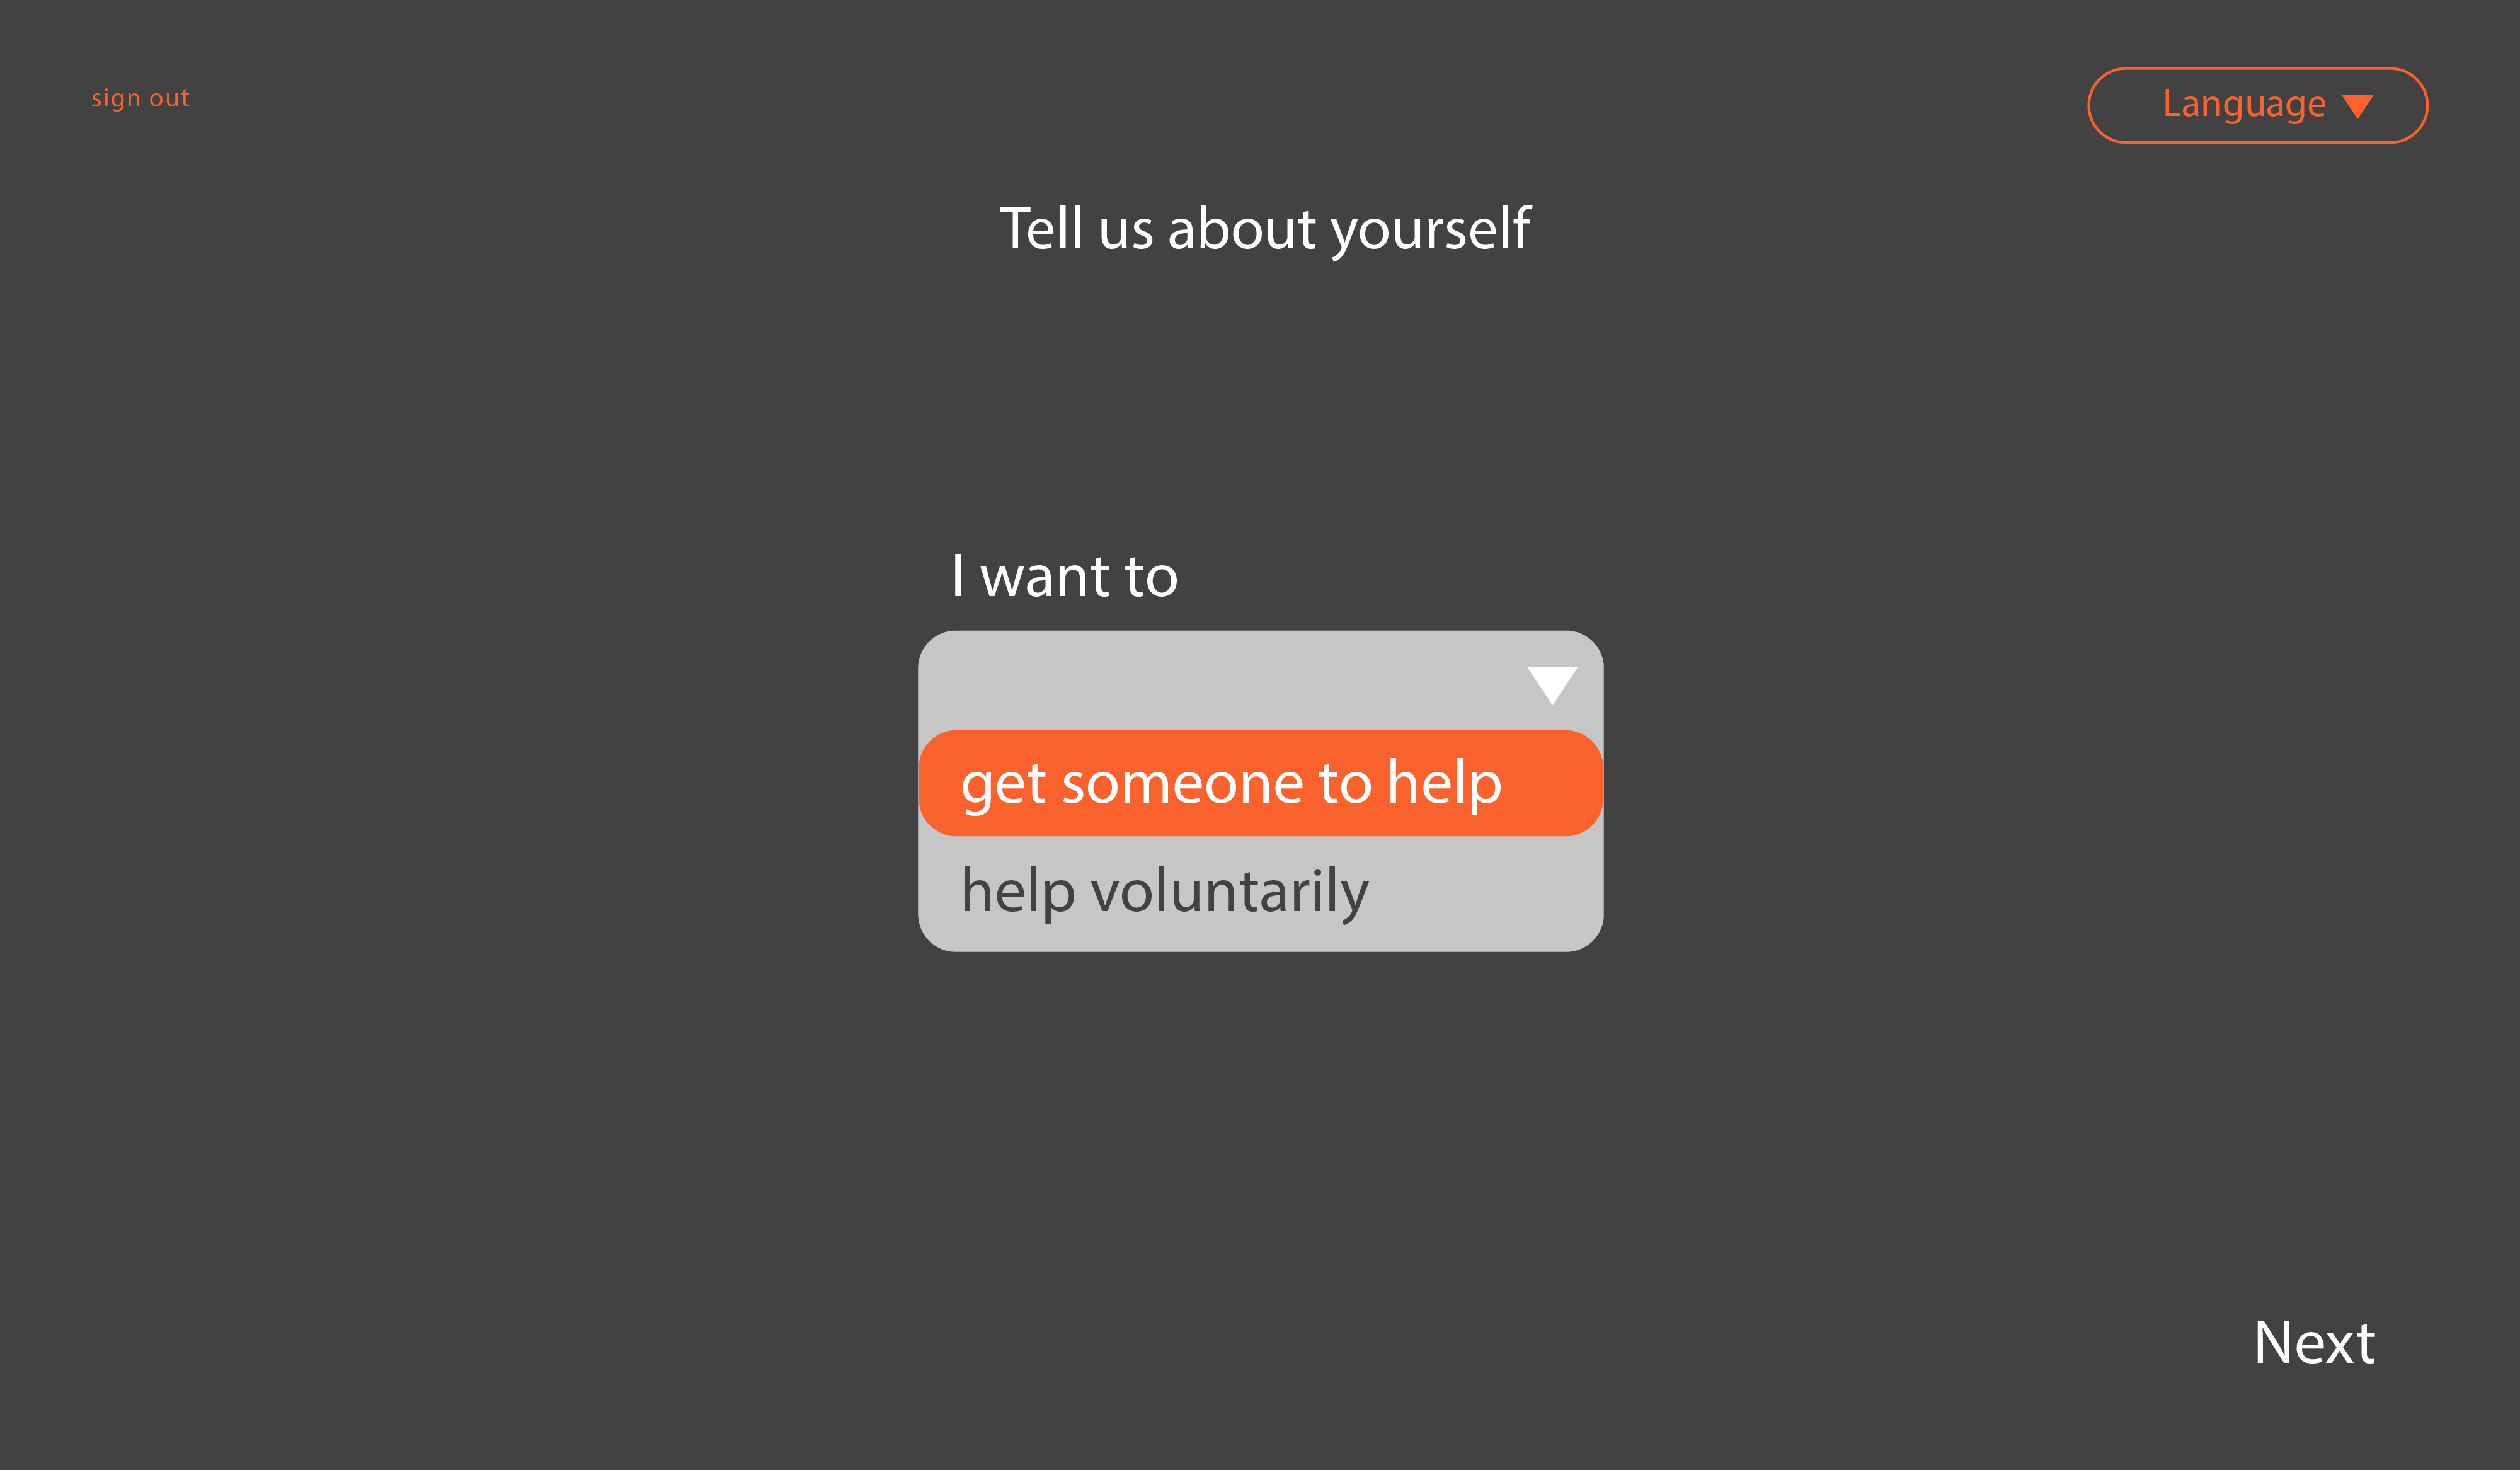 sign out
Language
Tell us about yourself
I want to
get someone to help
help voluntarily
Next